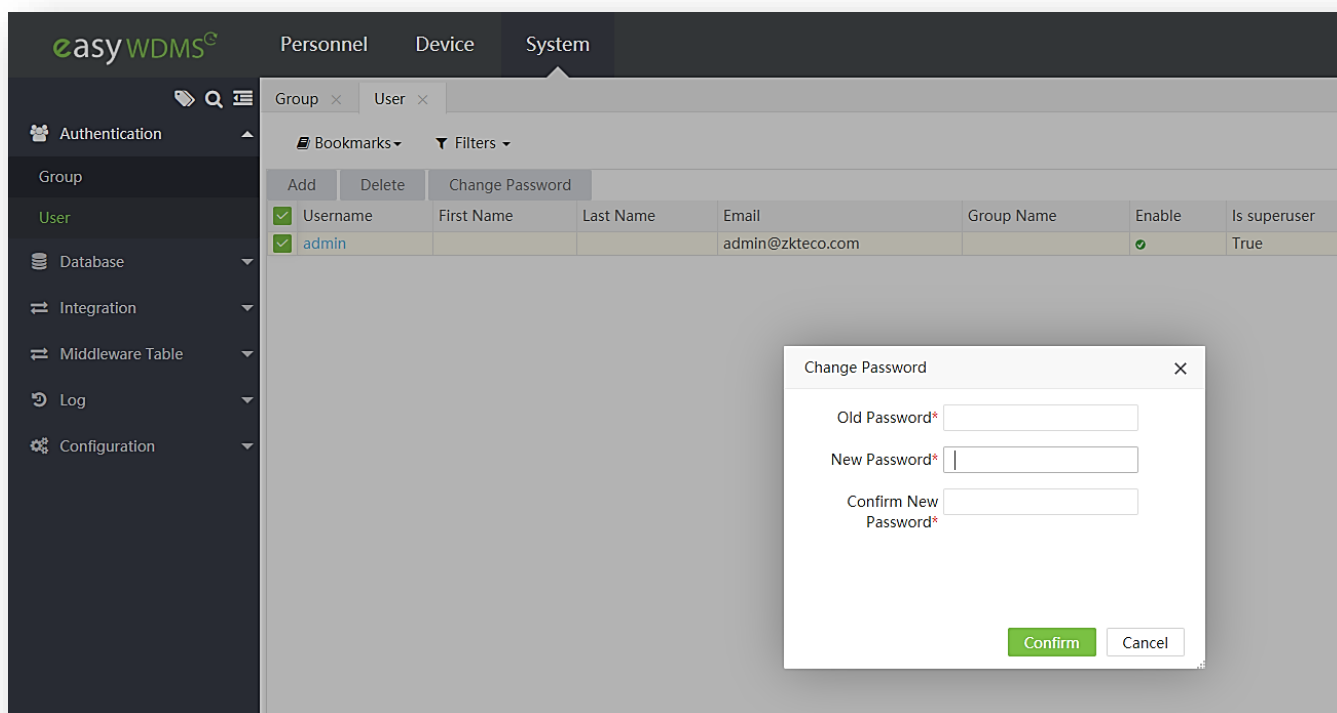 easy WDMS
Personnel Device System
Group User
Authentication
Bookmarks Filters
Group
Add Delete Change Password
User
Username First Name Last Name Email Group Name Enable Is superuser
admin admin@zkteco.com True
Database
Integration
Middleware Table
Log
Configuration
Change Password
Old Password*
New Password*
Confirm New
Password*
Confirm Cancel